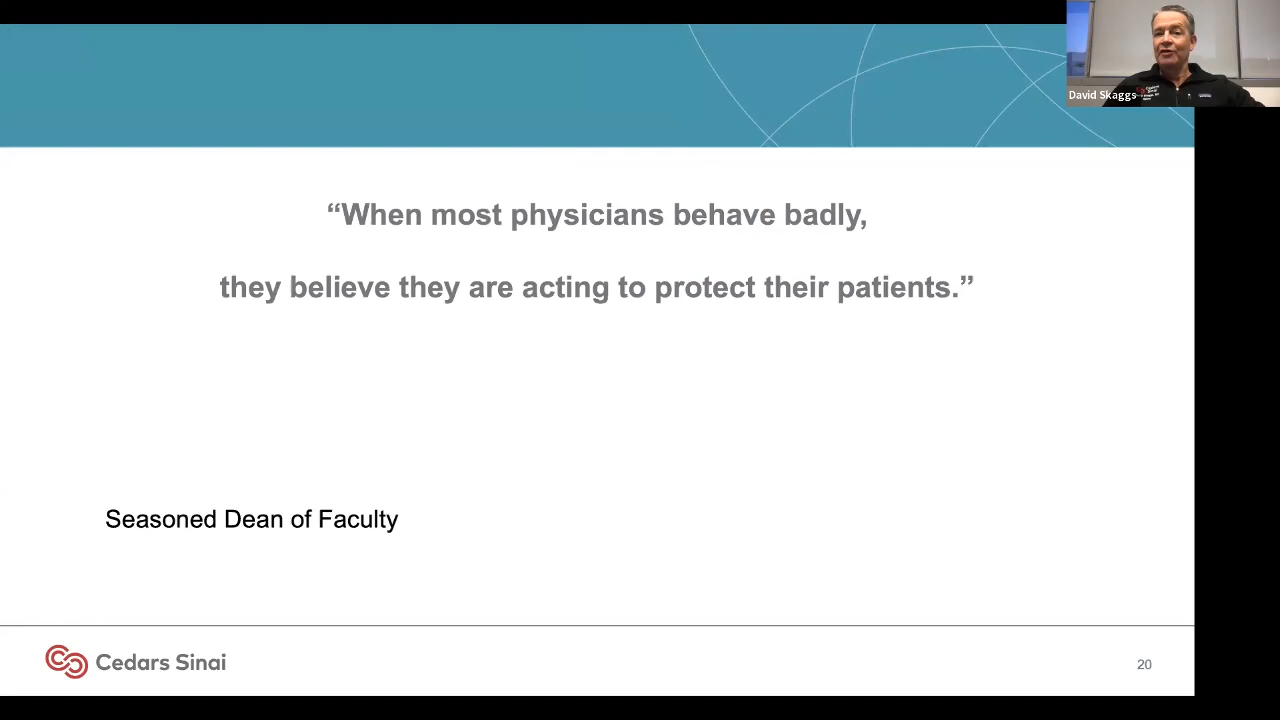 David Skaggs
“When most physicians behave badly,
they believe they are acting to protect their patients.”
Seasoned Dean of Faculty
Cedars Sinai
20